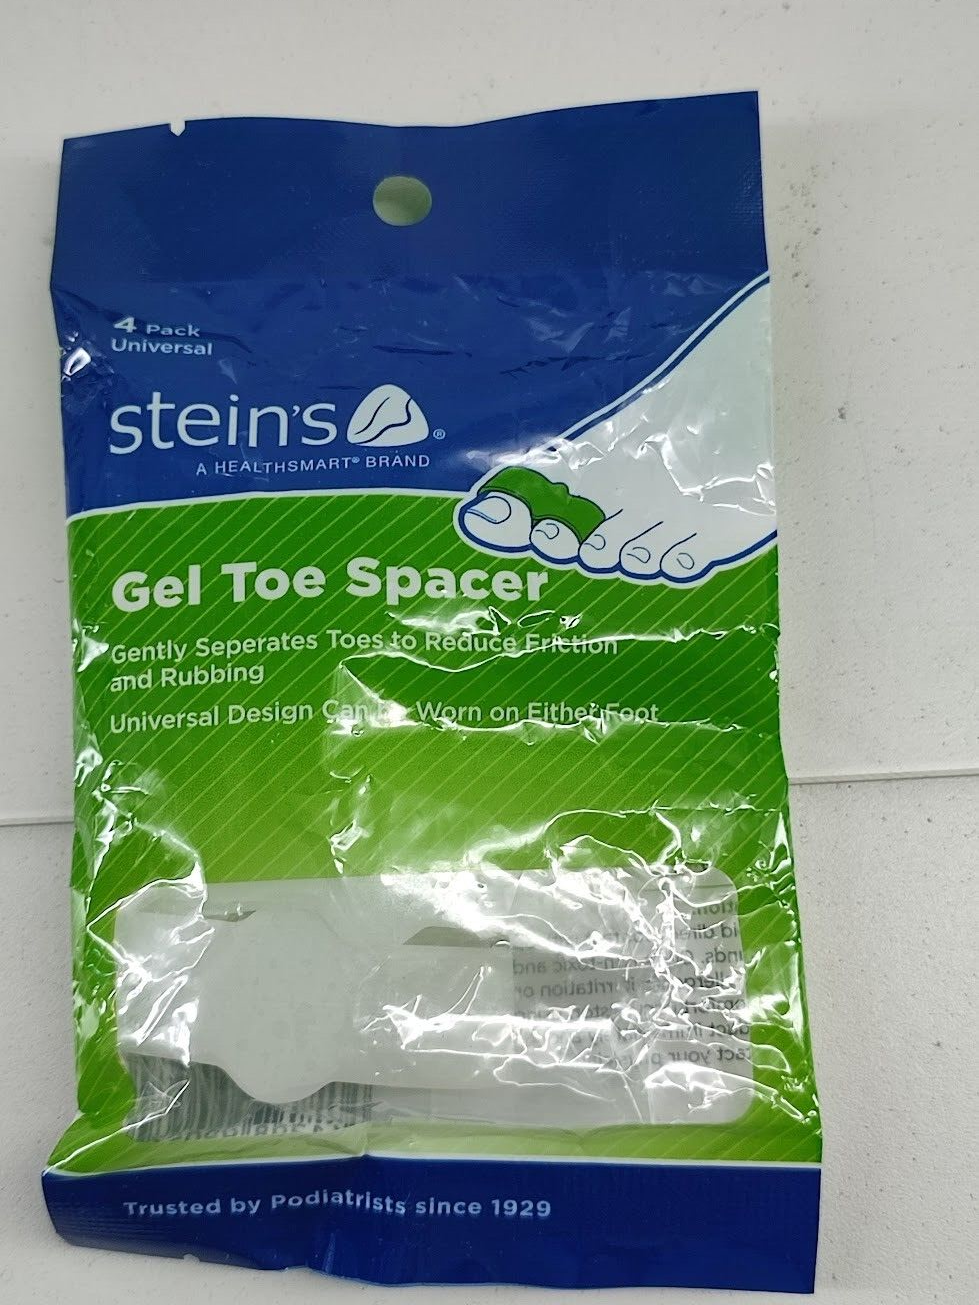 4 Pack
Universal
stein's®
A HEALTHSMART® BRAND
Gel Toe Spacer
Gently Seperates Toes to Reduce Friction
and Rubbing
Universal Design Can be Worn on Either Foot
Trusted by Podiatrists since 1929